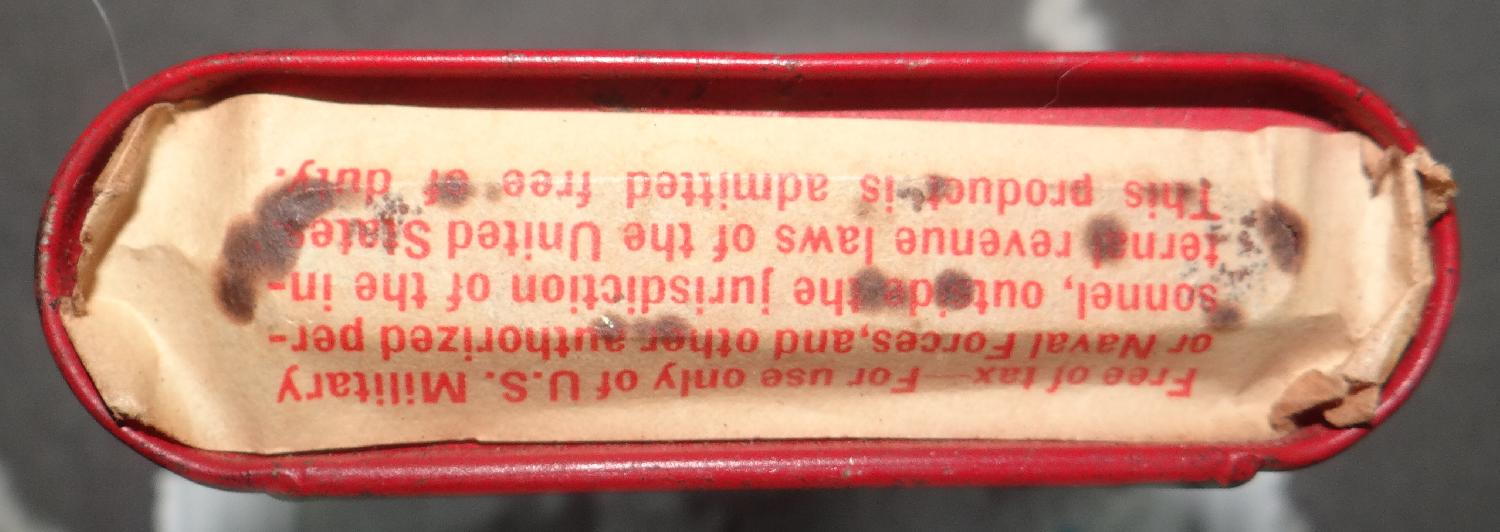 Free of tax—For use only of U.S. Military
or Naval Forces,and other authorized per-
sonnel, outside the jurisdiction of the in-
ternal revenue laws of the United States
This product is admitted free of duty.